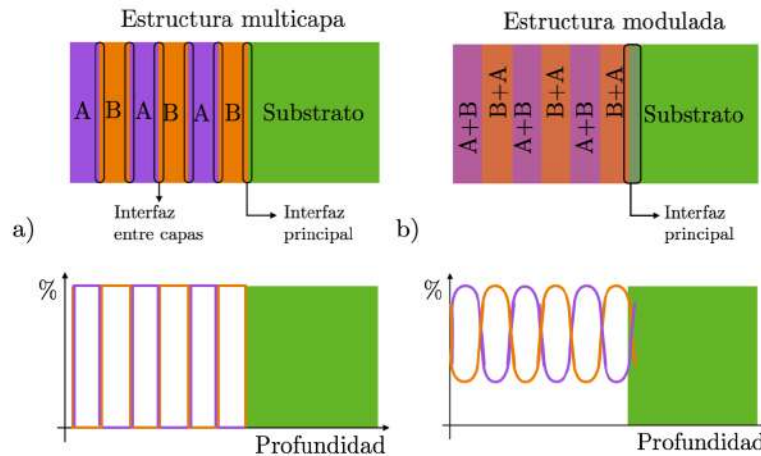 Estructura multicapa
A B A B A B Substrato
Interfaz
entre capas
Interfaz
principal
a)
Estructura modulada
A+B B+A A+B B+A A+B B+A Substrato
Interfaz
principal
b)
%
Profundidad
%
Profundidad